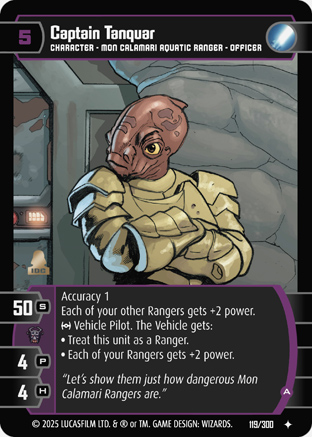 5 Captain Tanquar
CHARACTER - MON CALAMARI AQUATIC RANGER - OFFICER
50 S
4 P
4 H
Accuracy 1
Each of your other Rangers gets +2 power.
Vehicle Pilot. The Vehicle gets:
• Treat this unit as a Ranger.
• Each of your Rangers gets +2 power.
“Let’s show them just how dangerous Mon
Calamari Rangers are.”
A
© 2025 LUCASFILM LTD. & ® or TM. GAME DESIGN: WIZARDS. 119/300